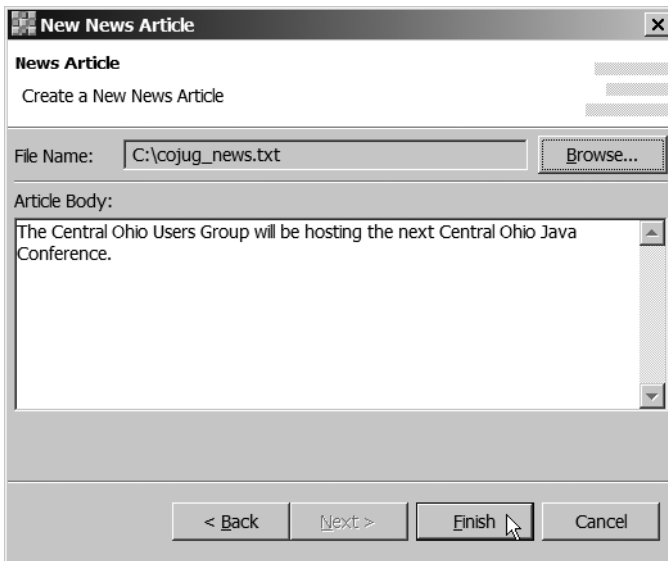 New News Article
News Article
Create a New News Article
File Name: C:\cojug_news.txt Browse...
Article Body:
The Central Ohio Users Group will be hosting the next Central Ohio Java
Conference.
< Back Next > Finish Cancel